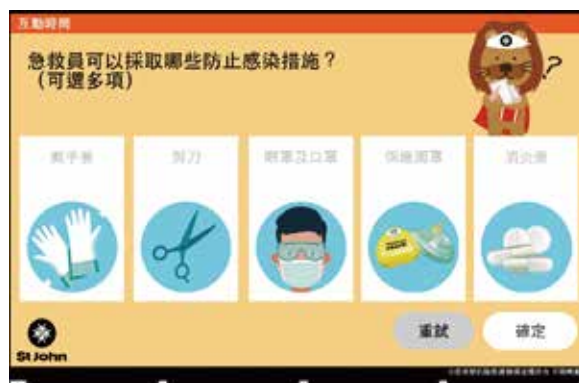 互動時間
急救員可以採取哪些防止感染措施？
（可選多項）
戴手套
剪刀
眼罩及口罩
保護面罩
消炎藥
St John
重試
確定